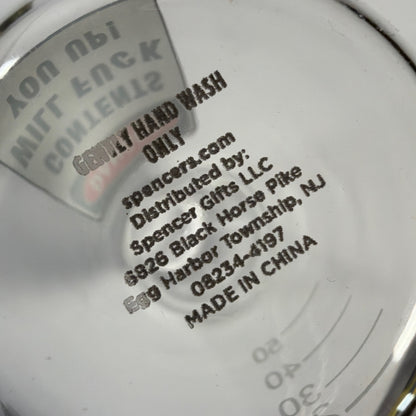 GENTLY HAND WASH
ONLY
spencers.com
Distributed by:
Spencer Gifts LLC
6826 Black Horse Pike
Egg Harbor Township, NJ
08234-4197
MADE IN CHINA
CONTENTS
WILL FUCK
YOU UP!
50
40
30